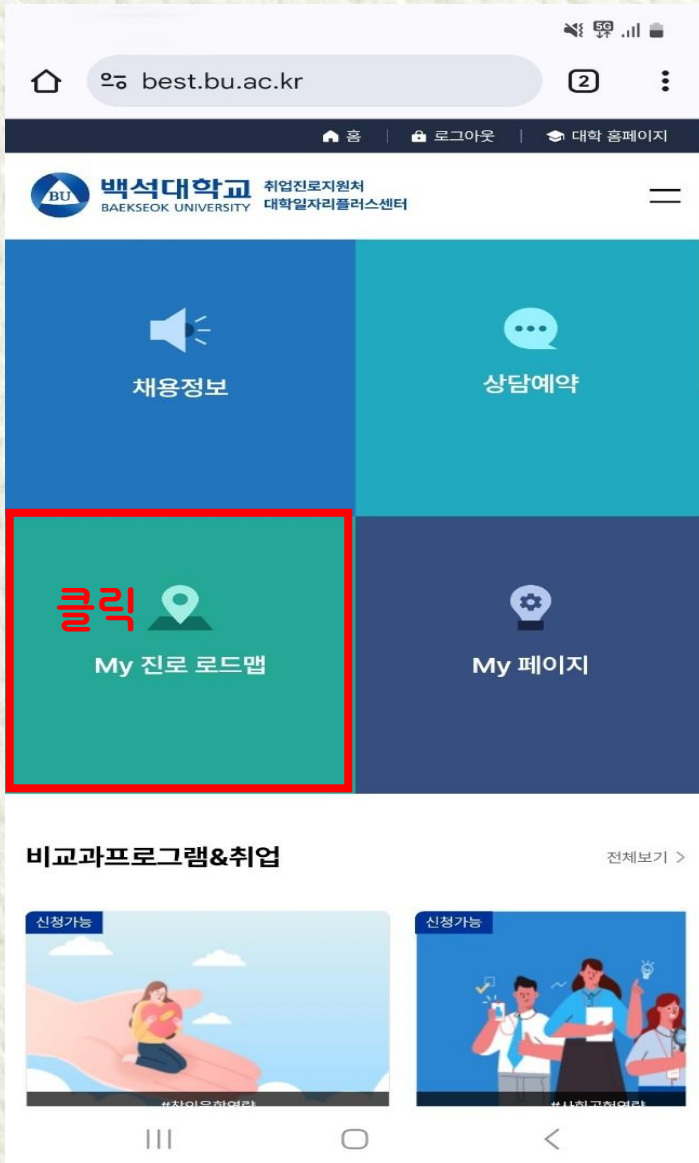 5G
best.bu.ac.kr
2
홈 | 로그아웃 | 대학 홈페이지
BU 백석대학교 취업진로지원처
BAEKSEOK UNIVERSITY 대학일자리플러스센터
채용정보
상담예약
클릭
My 진로 로드맵
My 페이지
비교과프로그램&취업
전체보기 >
신청가능
신청가능